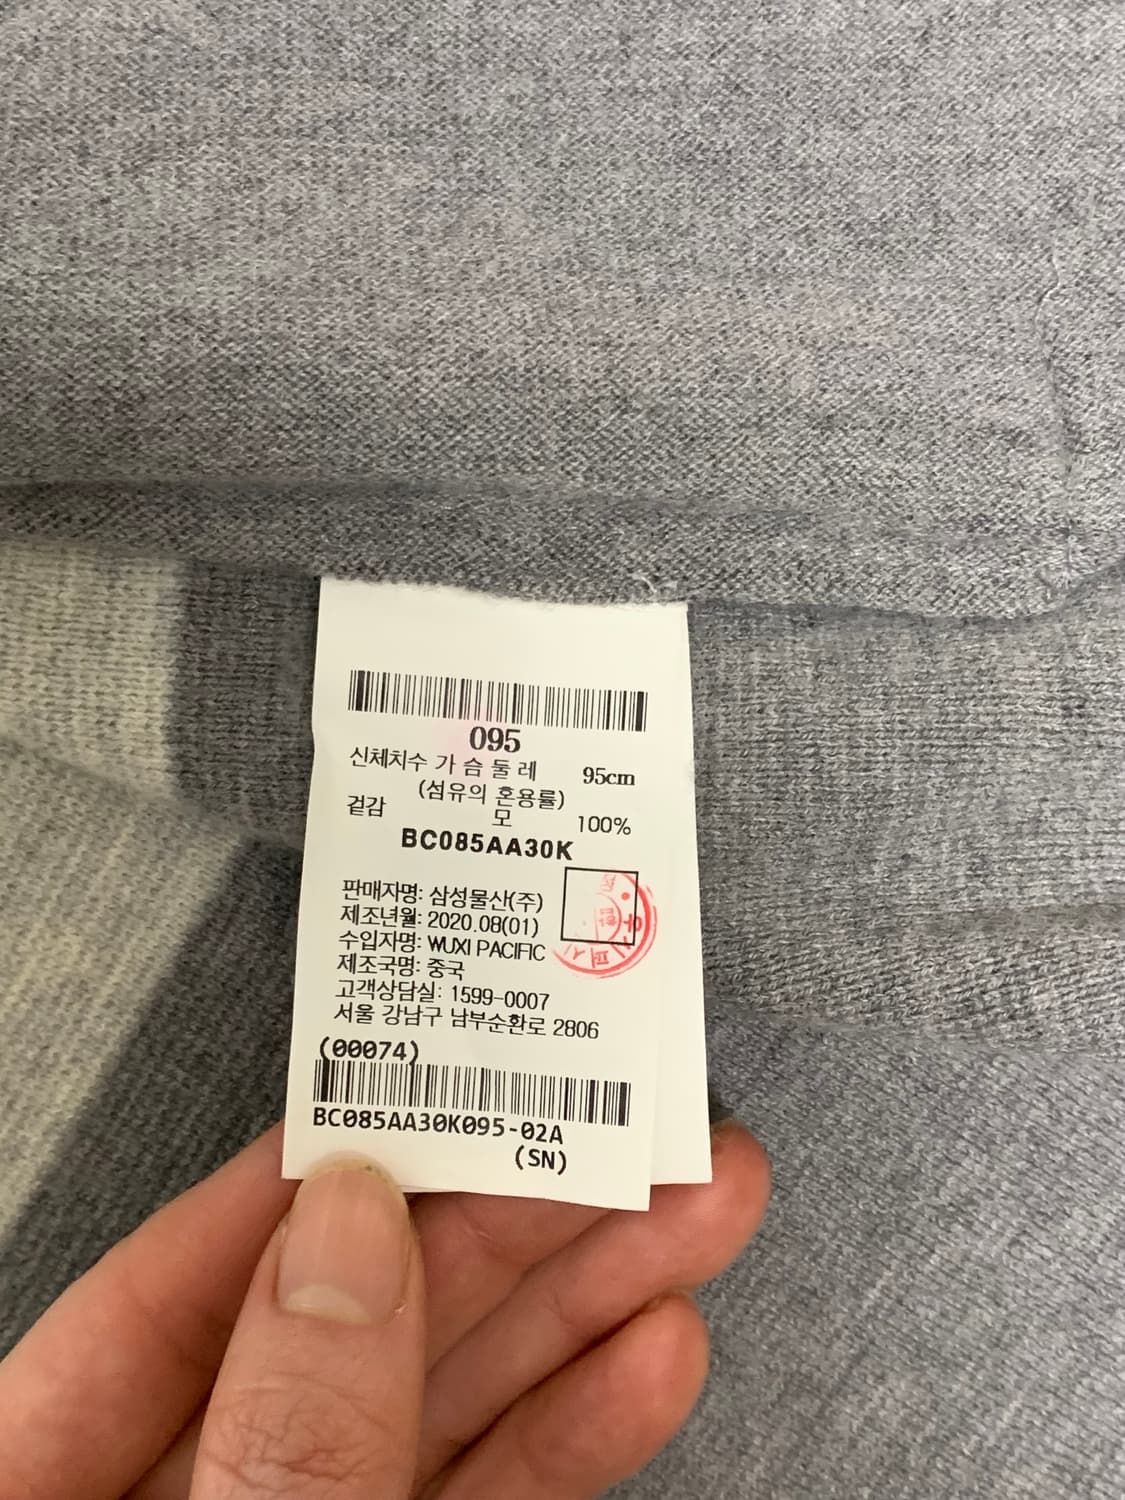 095
신체치수 가 슴 둘 레 95cm
(섬유의 혼용률)
겉감 모 100%
BC085AA30K
판매자명: 삼성물산(주)
제조년월: 2020.08(01)
수입자명: WUXI PACIFIC
제조국명: 중국
고객상담실: 1599-0007
서울 강남구 남부순환로 2806
(00074)
BC085AA30K095-02A
(SN)